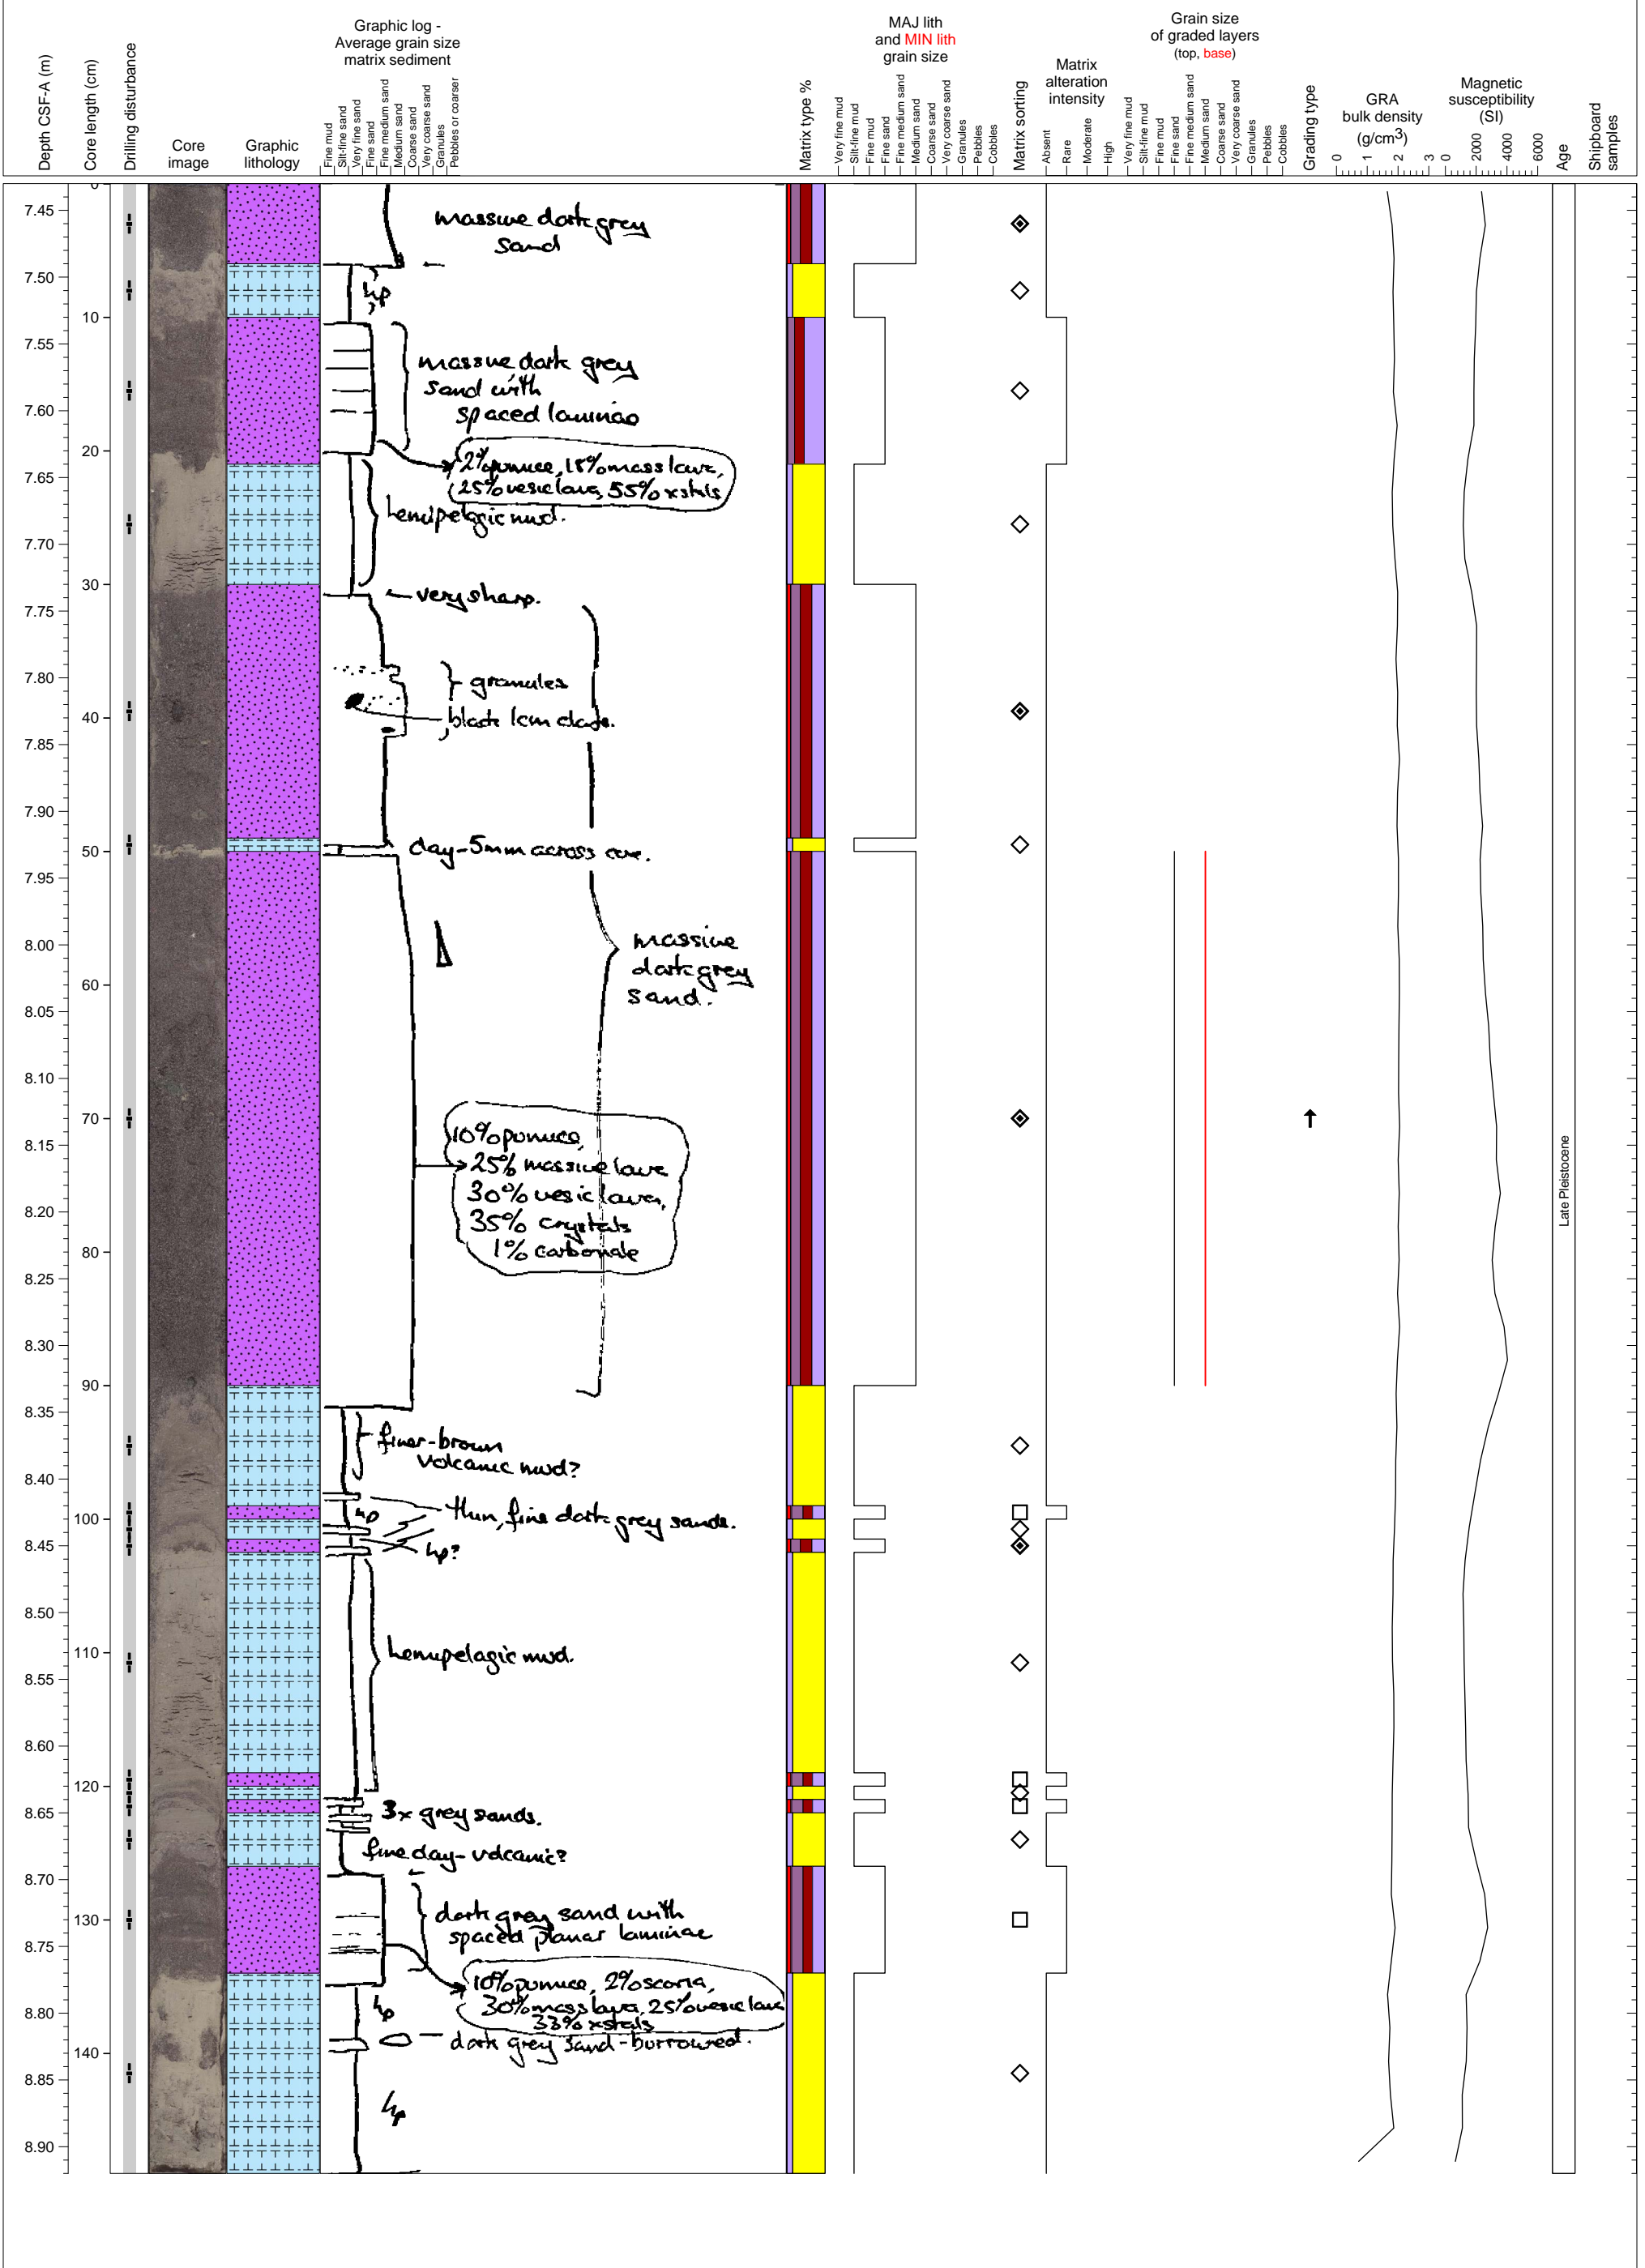 Depth CSF-A (m)
Core length (cm)
Drilling disturbance
Core
image
Graphic
lithology
Graphic log -
Average grain size
matrix sediment
Fine mud
Silt-fine sand
Very fine sand
Fine sand
Fine medium sand
Medium sand
Coarse sand
Very coarse sand
Granules
Pebbles or coarser
Matrix type %
MAJ lith
and MIN lith
grain size
Very fine mud
Silt-fine mud
Fine mud
Fine sand
Fine medium sand
Medium sand
Coarse sand
Very coarse sand
Granules
Pebbles
Cobbles
Matrix sorting
Matrix
alteration
intensity
Absent
Rare
Moderate
High
Grain size
of graded layers
(top, base)
Very fine mud
Silt-fine mud
Fine mud
Fine sand
Fine medium sand
Medium sand
Coarse sand
Very coarse sand
Granules
Pebbles
Cobbles
Grading type
GRA
bulk density
(g/cm3)
0 1 2 3
Magnetic
susceptibility
(SI)
0 2000 4000 6000
Age
Shipboard
samples
7.45
7.50
7.55
7.60
7.65
7.70
7.75
7.80
7.85
7.90
7.95
8.00
8.05
8.10
8.15
8.20
8.25
8.30
8.35
8.40
8.45
8.50
8.55
8.60
8.65
8.70
8.75
8.80
8.85
8.90
0
10
20
30
40
50
60
70
80
90
100
110
120
130
140
massive dark grey
sand
hp
massive dark grey
sand with
spaced laminae
2% pumice, 18% mass lava,
25% vesic lava, 55% xstals
hemipelagic mud.
very sharp.
granules
black 1cm clasts.
clay-5mm across core.
massive
dark grey
sand.
10% pumice,
25% massive lava
30% vesic lava,
35% crystals
1% carbonate
finer-brown
volcanic mud?
hp
thin, fine dark grey sands.
hp?
hemipelagic mud.
3x grey sands.
fine clay-volcanic?
dark grey sand with
spaced planar laminae
10% pumice, 2% scoria,
30% mass lava, 25% vesic lava
33% xstals
hp
dark grey sand-burrowed.
hp
Late Pleistocene